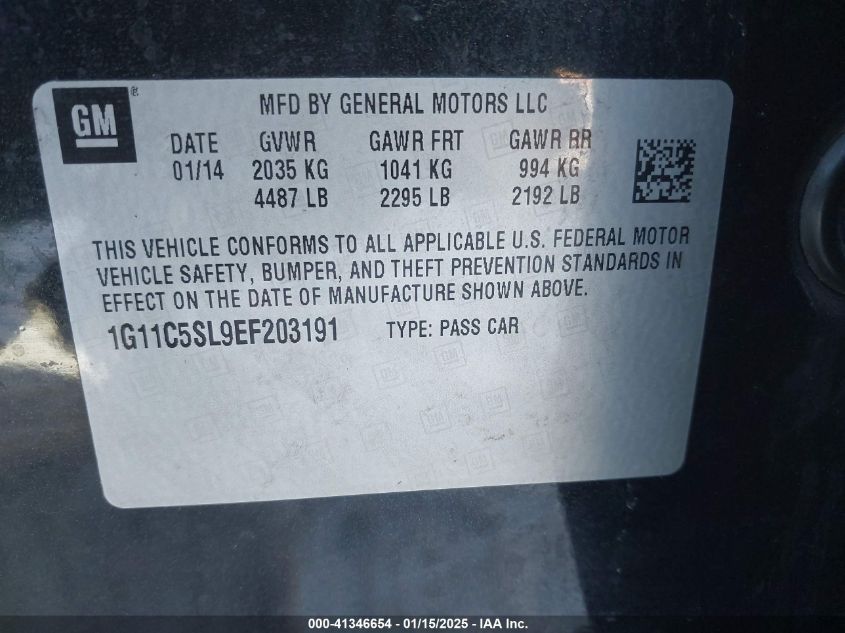 GM®
MFD BY GENERAL MOTORS LLC
DATE GVWR GAWR FRT GAWR RR
01/14 2035 KG 1041 KG 994 KG
4487 LB 2295 LB 2192 LB
THIS VEHICLE CONFORMS TO ALL APPLICABLE U.S. FEDERAL MOTOR
VEHICLE SAFETY, BUMPER, AND THEFT PREVENTION STANDARDS IN
EFFECT ON THE DATE OF MANUFACTURE SHOWN ABOVE.
1G11C5SL9EF203191 TYPE: PASS CAR
000-41346654 - 01/15/2025 - IAA Inc.